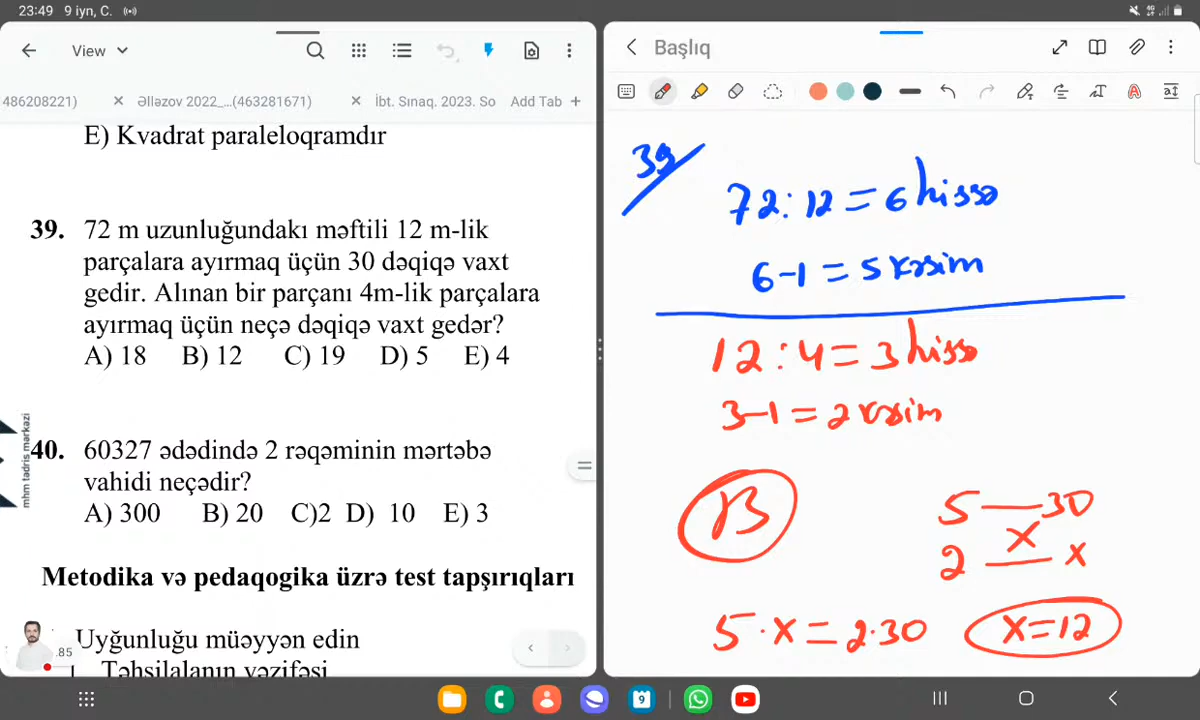 23:49 9 iyn, C.
View
486208221) × Əlləzov 2022_...(463281671) × İbt. Sınaq. 2023. So Add Tab +
E) Kvadrat paraleloqramdır
39. 72 m uzunluğundakı məftili 12 m-lik
parçalara ayırmaq üçün 30 dəqiqə vaxt
gedir. Alınan bir parçanı 4m-lik parçalara
ayırmaq üçün neçə dəqiqə vaxt gedər?
A) 18 B) 12 C) 19 D) 5 E) 4
mhm tədris mərkəzi
40. 60327 ədədində 2 rəqəminin mərtəbə
vahidi neçədir?
A) 300 B) 20 C)2 D) 10 E) 3
Metodika və pedaqogika üzrə test tapşırıqları
Uyğunluğu müəyyən edin
.85
Təhsilalanın vəzifəsi
Başlıq
39
72 : 12 = 6 hissə
6-1 = 5 kəsim
12 : 4 = 3 hissə
3-1 = 2 kəsim
B
5 — 30
x
2 — x
5·x = 2·30
x=12